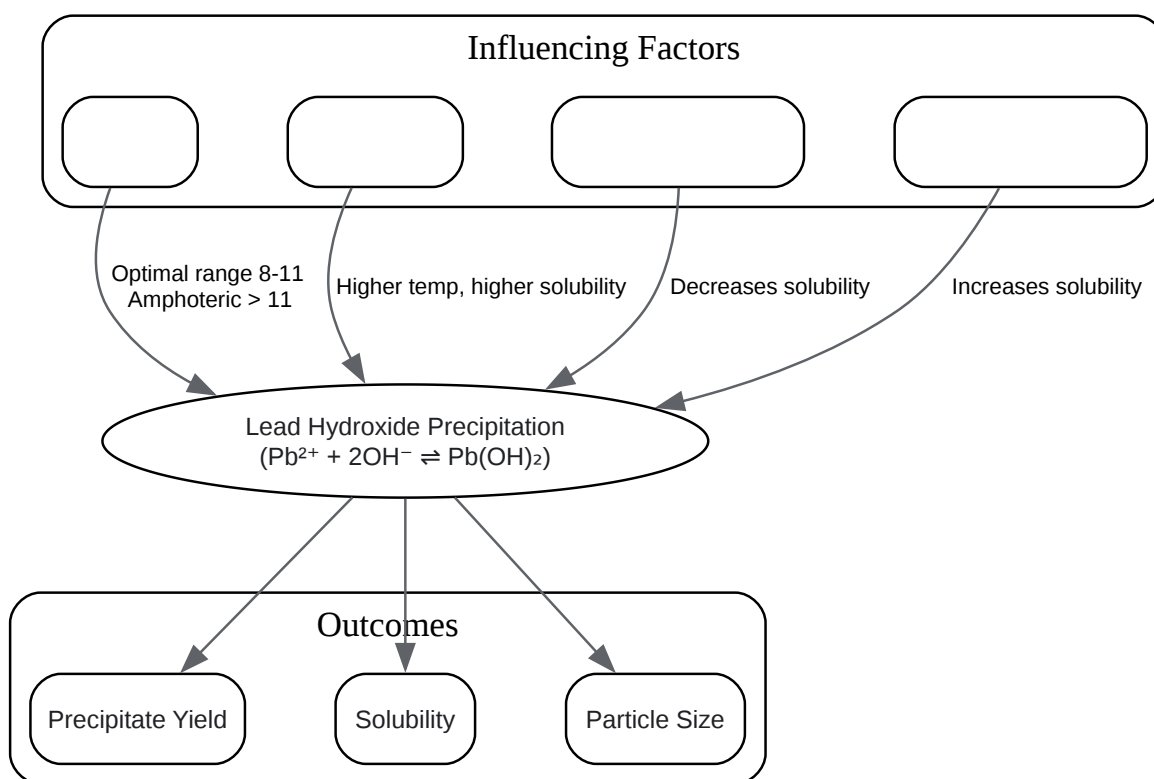 Influencing Factors
Optimal range 8-11
Amphoteric > 11
Higher temp, higher solubility
Decreases solubility
Increases solubility
Lead Hydroxide Precipitation
(Pb²⁺ + 2OH⁻ ⇌ Pb(OH)₂)
Outcomes
Precipitate Yield
Solubility
Particle Size